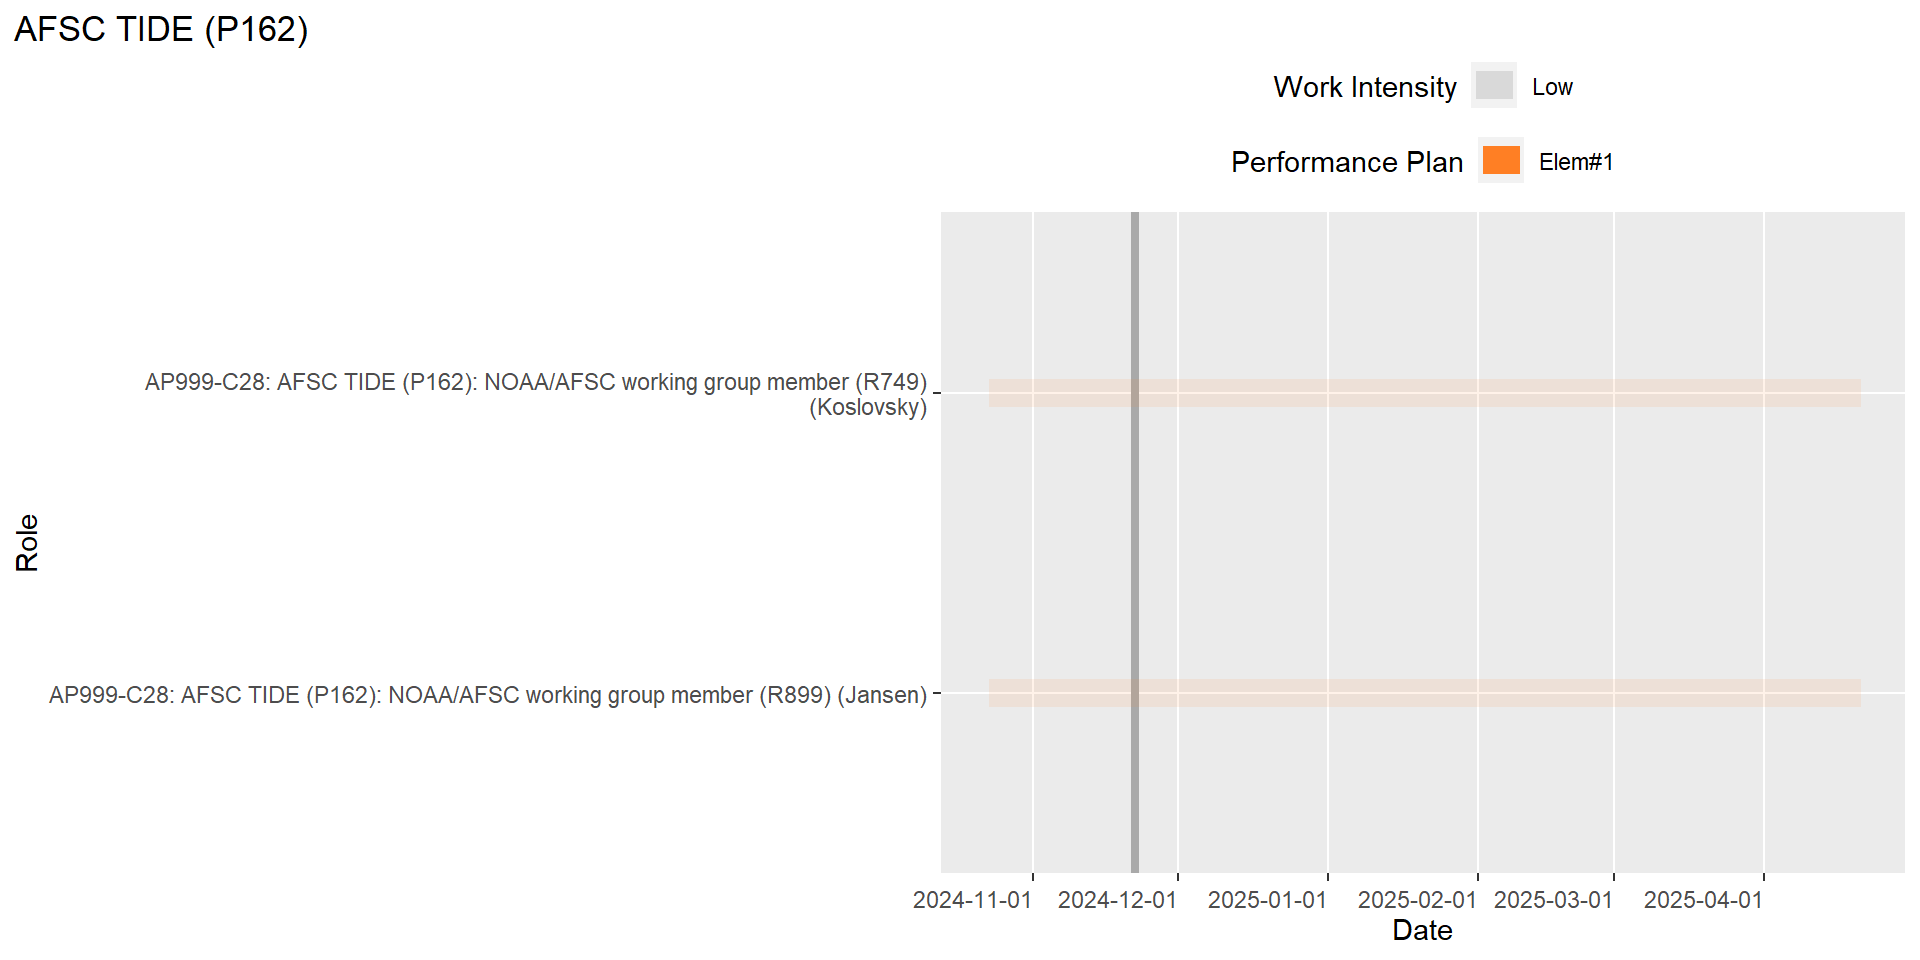 AFSC TIDE (P162)
Work Intensity Low
Performance Plan Elem#1
AP999-C28: AFSC TIDE (P162): NOAA/AFSC working group member (R749)
(Koslovsky)
Role
AP999-C28: AFSC TIDE (P162): NOAA/AFSC working group member (R899) (Jansen)
2024-11-01 2024-12-01 2025-01-01 2025-02-01 2025-03-01 2025-04-01
Date